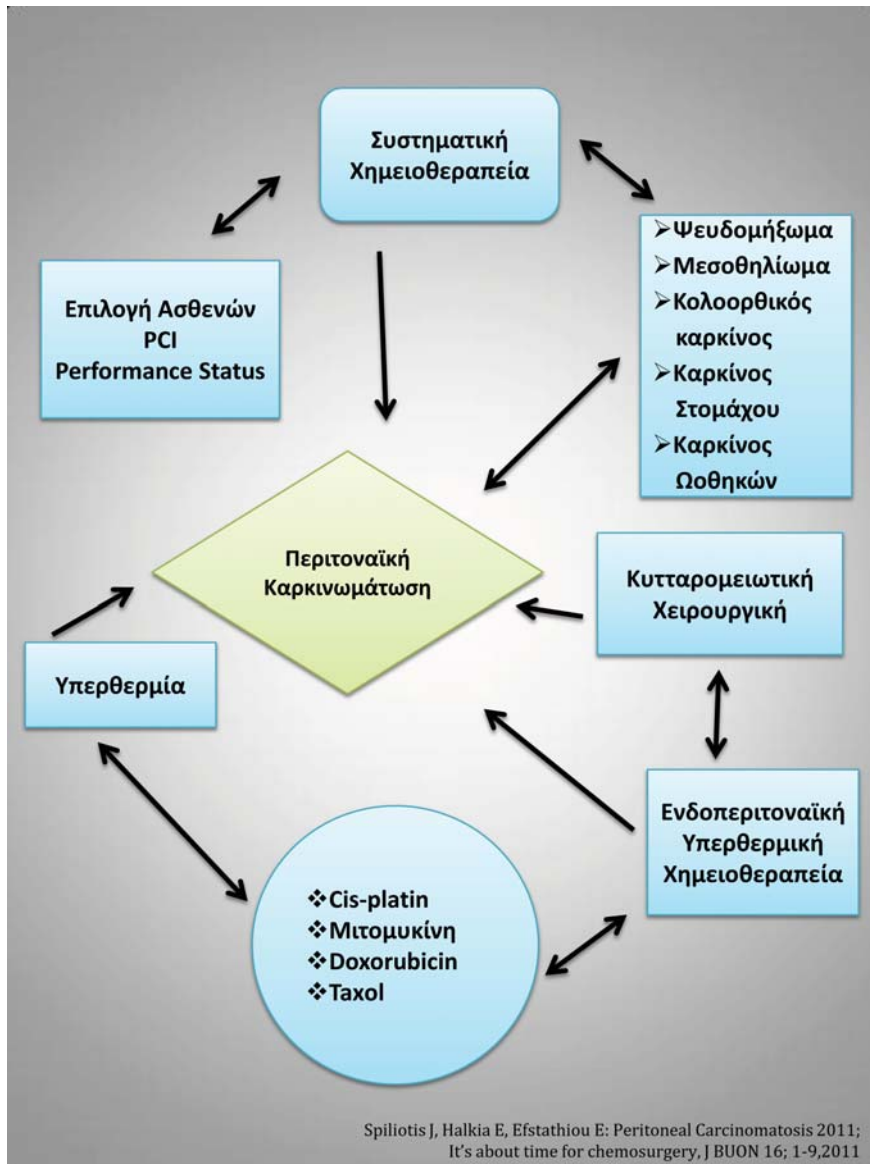 Συστηματική
Χημειοθεραπεία
Επιλογή Ασθενών
PCI
Performance Status
➢Ψευδομήξωμα
➢Μεσοθηλίωμα
➢Κολοορθικός
καρκίνος
➢Καρκίνος
Στομάχου
➢Καρκίνος
Ωοθηκών
Περιτοναϊκή
Καρκινωμάτωση
Κυτταρομειωτική
Χειρουργική
Υπερθερμία
Ενδοπεριτοναϊκή
Υπερθερμική
Χημειοθεραπεία
❖Cis-platin
❖Μιτομυκίνη
❖Doxorubicin
❖Taxol
Spiliotis J, Halkia E, Efstathiou E: Peritoneal Carcinomatosis 2011;
It's about time for chemosurgery, J BUON 16; 1-9,2011